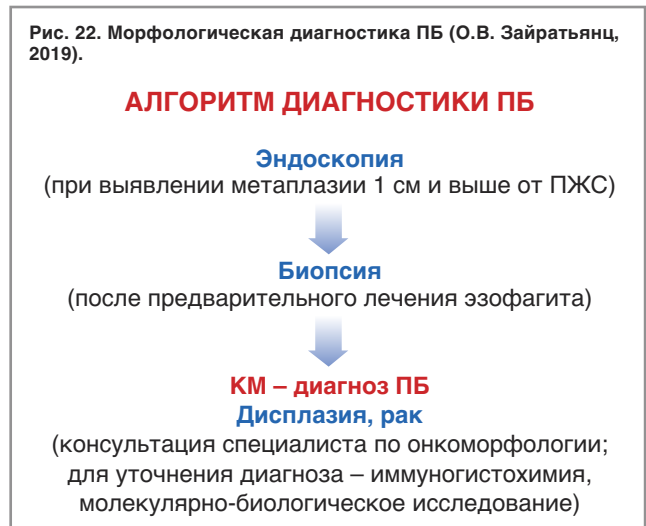 Рис. 22. Морфологическая диагностика ПБ (О.В. Зайратьянц,
2019).
АЛГОРИТМ ДИАГНОСТИКИ ПБ
Эндоскопия
(при выявлении метаплазии 1 см и выше от ПЖС)
Биопсия
(после предварительного лечения эзофагита)
КМ – диагноз ПБ
Дисплазия, рак
(консультация специалиста по онкоморфологии;
для уточнения диагноза – иммуногистохимия,
молекулярно-биологическое исследование)